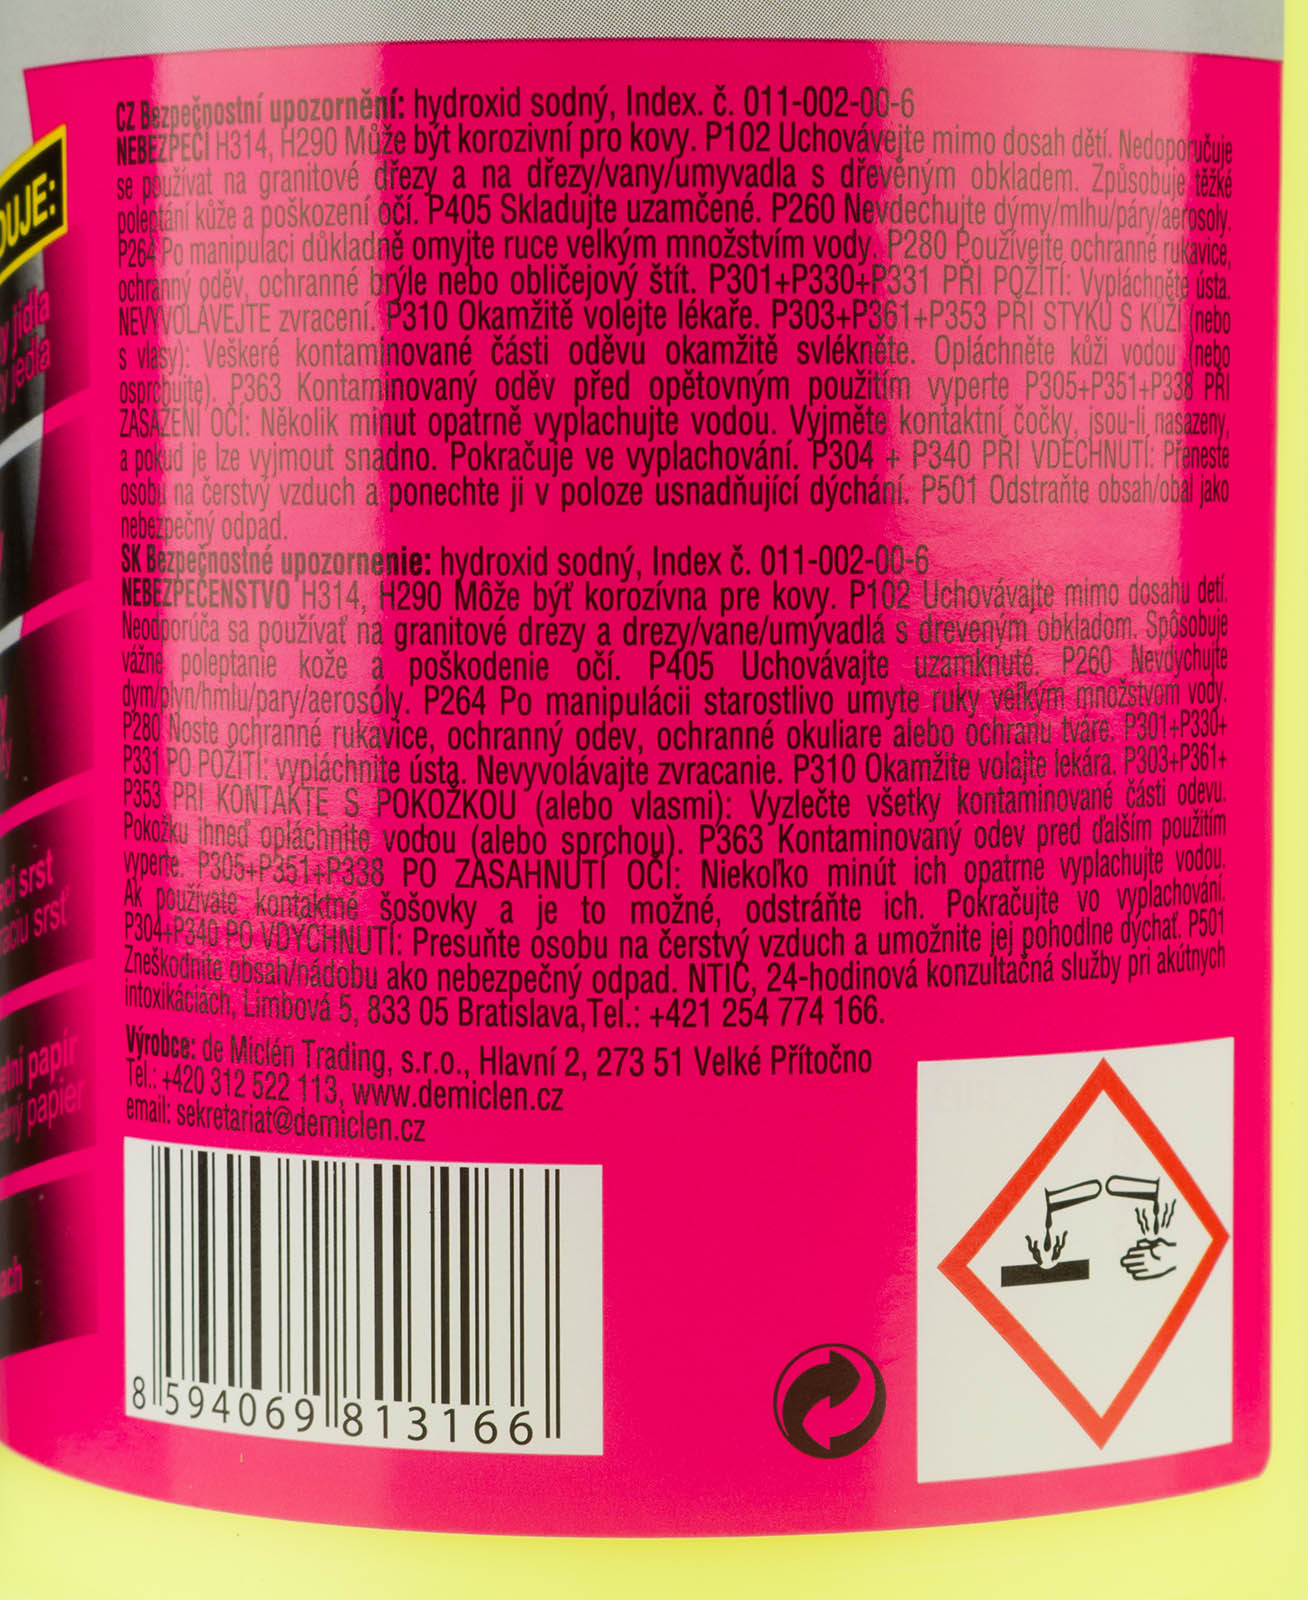 DUJE:
y jídla
y jedla
ach
CZ Bezpečnostní upozornění: hydroxid sodný, Index. č. 011-002-00-6
NEBEZPEČÍ H314, H290 Může být korozivní pro kovy. P102 Uchovávejte mimo dosah dětí. Nedoporučuje
se používat na granitové dřezy a na dřezy/vany/umyvadla s dřevěným obkladem. Způsobuje těžké
poleptání kůže a poškození očí. P405 Skladujte uzamčené. P260 Nevdechujte dýmy/mlhu/páry/aerosoly.
P264 Po manipulaci důkladně omyjte ruce velkým množstvím vody. P280 Používejte ochranné rukavice,
ochranný oděv, ochranné brýle nebo obličejový štít. P301+P330+P331 PŘI POŽITÍ: Vypláchněte ústa.
NEVYVOLÁVEJTE zvracení. P310 Okamžitě volejte lékaře. P303+P361+P353 PŘI STYKU S KŮŽÍ (nebo
s vlasy): Veškeré kontaminované části oděvu okamžitě svlékněte. Opláchněte kůži vodou (nebo
osprchujte). P363 Kontaminovaný oděv před opětovným použitím vyperte P305+P351+P338 PŘI
ZASAŽENÍ OČÍ: Několik minut opatrně vyplachujte vodou. Vyjměte kontaktní čočky, jsou-li nasazeny,
a pokud je lze vyjmout snadno. Pokračuje ve vyplachování. P304 + P340 PŘI VDECHNUTÍ: Přeneste
osobu na čerstvý vzduch a ponechte ji v poloze usnadňující dýchání. P501 Odstraňte obsah/obal jako
nebezpečný odpad.
SK Bezpečnostné upozornenie: hydroxid sodný, Index č. 011-002-00-6
NEBEZPEČENSTVO H314, H290 Môže byť korozívna pre kovy. P102 Uchovávajte mimo dosahu detí.
Neodporúča sa používať na granitové drezy a drezy/vane/umývadlá s dreveným obkladom. Spôsobuje
vážne poleptanie kože a poškodenie očí. P405 Uchovávajte uzamknuté. P260 Nevdychujte
dym/plyn/hmlu/pary/aerosóly. P264 Po manipulácii starostlivo umyte ruky veľkým množstvom vody.
P280 Noste ochranné rukavice, ochranný odev, ochranné okuliare alebo ochranu tváre. P301+P330+
P331 PO POŽITÍ: vypláchnite ústa. Nevyvolávajte zvracanie. P310 Okamžite volajte lekára. P303+P361+
P353 PRI KONTAKTE S POKOŽKOU (alebo vlasmi): Vyzlečte všetky kontaminované části odevu.
Pokožku ihneď opláchnite vodou (alebo sprchou). P363 Kontaminovaný odev pred ďalším použitím
vyperte. P305+P351+P338 PO ZASAHNUTÍ OČÍ: Niekoľko minút ich opatrne vyplachujte vodou.
Ak používate kontaktné šošovky a je to možné, odstráňte ich. Pokračujte vo vyplachování.
P304+P340 PO VDÝCHNUTÍ: Presuňte osobu na čerstvý vzduch a umožnite jej pohodlne dýchať. P501
Zneškodnite obsah/nádobu ako nebezpečný odpad. NTIC, 24-hodinová konzultačná služby pri akútnych
intoxikáciách, Limbová 5, 833 05 Bratislava,Tel.: +421 254 774 166.
Výrobce: de Miclén Trading, s.r.o., Hlavní 2, 273 51 Velké Přítočno
Tel.: +420 312 522 113, www.demiclen.cz
email: sekretariat@demiclen.cz
8 594069 813166